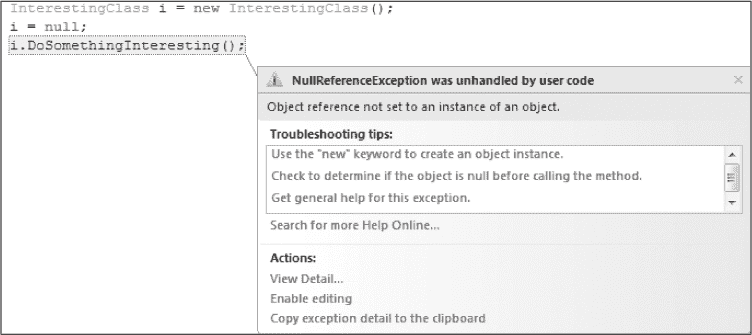 InterestingClass i = new InterestingClass();
i = null;
i.DoSomethingInteresting();
NullReferenceException was unhandled by user code
Object reference not set to an instance of an object.
Troubleshooting tips:
Use the "new" keyword to create an object instance.
Check to determine if the object is null before calling the method.
Get general help for this exception.
Search for more Help Online...
Actions:
View Detail...
Enable editing
Copy exception detail to the clipboard